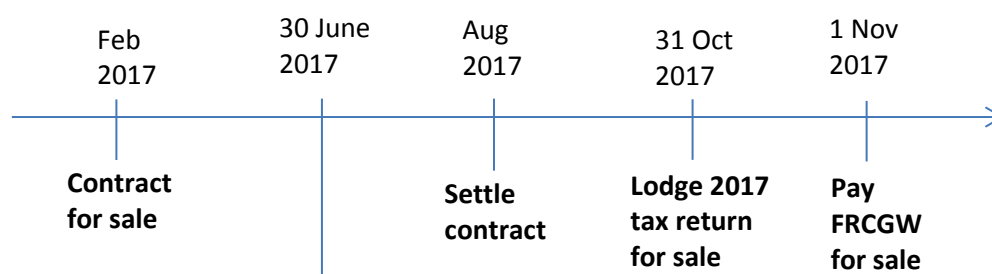 Feb
2017
30 June
2017
Aug
2017
31 Oct
2017
1 Nov
2017
Contract
for sale
Settle
contract
Lodge 2017
tax return
for sale
Pay
FRCGW
for sale